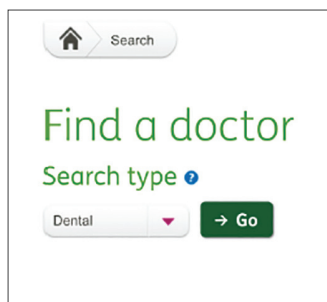 Search
Find a doctor
Search type ?
Dental
→ Go